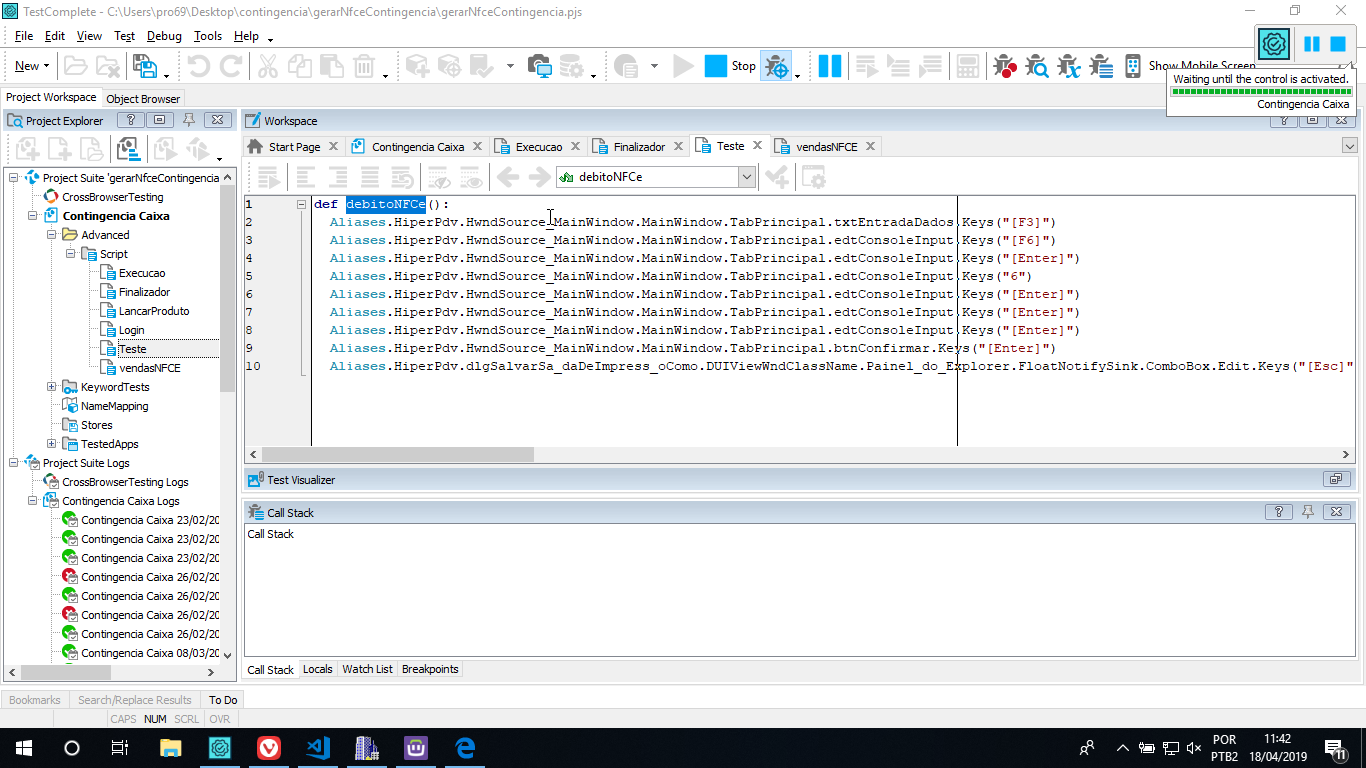 TestComplete - C:\Users\pro69\Desktop\contingencia\gerarNfceContingencia\gerarNfceContingencia.pjs
File Edit View Test Debug Tools Help
New Stop Show Mobile Screen
Waiting until the control is activated.
Contingencia Caixa
Project Workspace Object Browser
Project Explorer
Workspace
Start Page Contingencia Caixa Execucao Finalizador Teste vendasNFCE
debitoNFCe
Project Suite 'gerarNfceContingencia
CrossBrowserTesting
Contingencia Caixa
Advanced
Script
Execucao
Finalizador
LancarProduto
Login
Teste
vendasNFCE
KeywordTests
NameMapping
Stores
TestedApps
Project Suite Logs
CrossBrowserTesting Logs
Contingencia Caixa Logs
Contingencia Caixa 23/02/20
Contingencia Caixa 23/02/20
Contingencia Caixa 23/02/20
Contingencia Caixa 26/02/20
Contingencia Caixa 26/02/20
Contingencia Caixa 26/02/20
Contingencia Caixa 26/02/20
Contingencia Caixa 08/03/20
1 def debitoNFCe():
2 Aliases.HiperPdv.HwndSource_MainWindow.MainWindow.TabPrincipal.txtEntradaDados.Keys("[F3]")
3 Aliases.HiperPdv.HwndSource_MainWindow.MainWindow.TabPrincipal.edtConsoleInput.Keys("[F6]")
4 Aliases.HiperPdv.HwndSource_MainWindow.MainWindow.TabPrincipal.edtConsoleInput.Keys("[Enter]")
5 Aliases.HiperPdv.HwndSource_MainWindow.MainWindow.TabPrincipal.edtConsoleInput.Keys("6")
6 Aliases.HiperPdv.HwndSource_MainWindow.MainWindow.TabPrincipal.edtConsoleInput.Keys("[Enter]")
7 Aliases.HiperPdv.HwndSource_MainWindow.MainWindow.TabPrincipal.edtConsoleInput.Keys("[Enter]")
8 Aliases.HiperPdv.HwndSource_MainWindow.MainWindow.TabPrincipal.edtConsoleInput.Keys("[Enter]")
9 Aliases.HiperPdv.HwndSource_MainWindow.MainWindow.TabPrincipal.btnConfirmar.Keys("[Enter]")
10 Aliases.HiperPdv.dlgSalvarSa_daDeImpress_oComo.DUIViewWndClassName.Painel_do_Explorer.FloatNotifySink.ComboBox.Edit.Keys("[Esc]"
Test Visualizer
Call Stack
Call Stack
Call Stack Locals Watch List Breakpoints
Bookmarks Search/Replace Results To Do
CAPS NUM SCRL OVR
POR 11:42
PTB2 18/04/2019
11